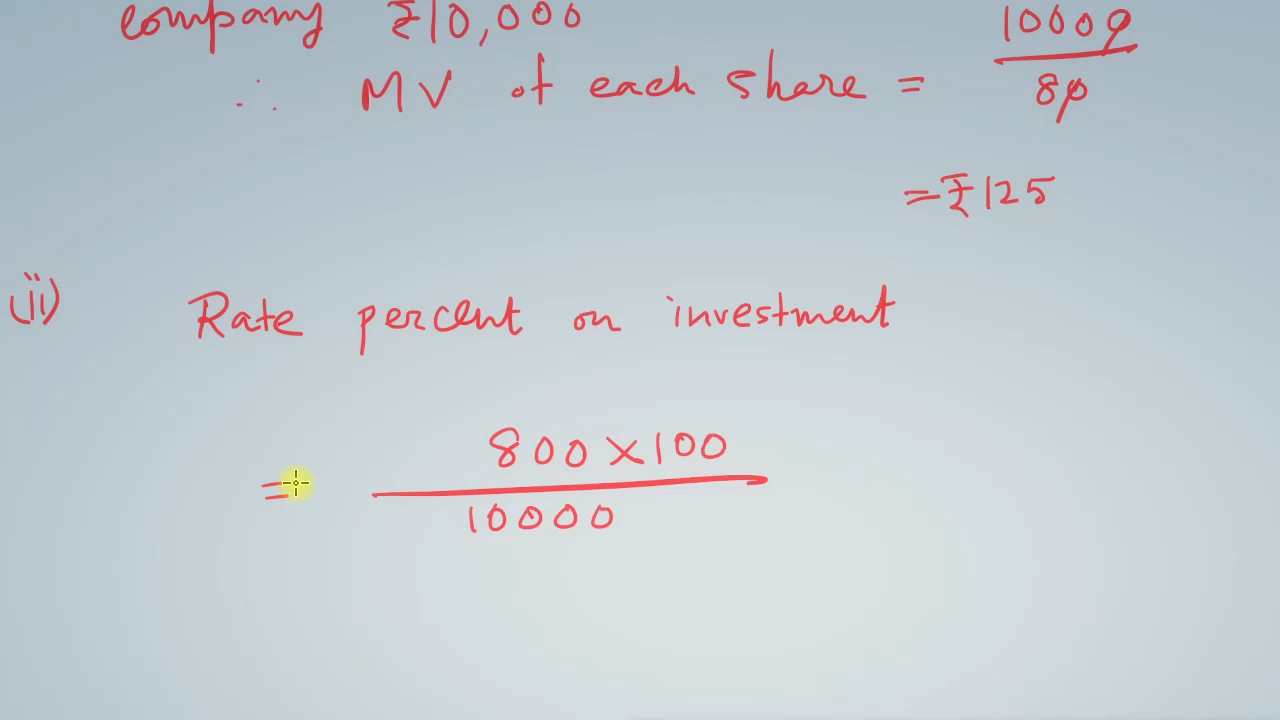 company ₹10,000
∴ MV of each share = 10000
80
= ₹125
(ii) Rate percent on investment
= 800 × 100
10000